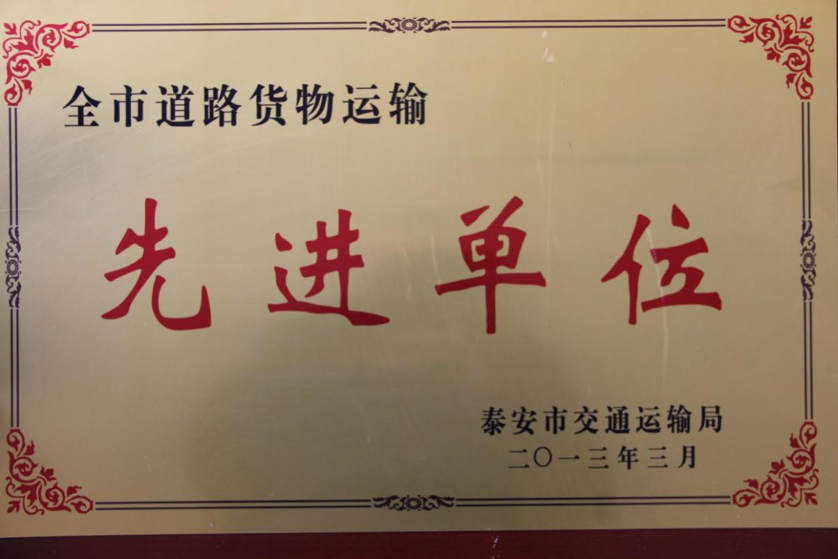 全市道路货物运输
先进单位
泰安市交通运输局
二〇一三年三月